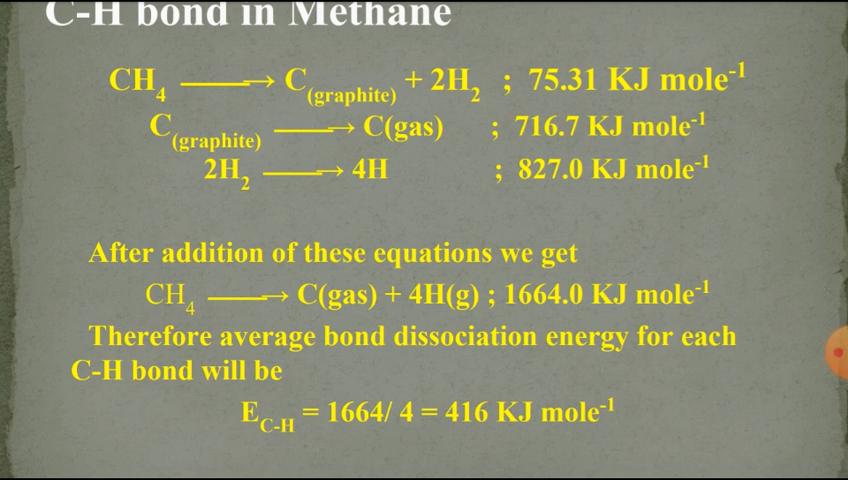 C-H bond in Methane
CH₄ ⟶ C(graphite) + 2H₂ ; 75.31 KJ mole⁻¹
C(graphite) ⟶ C(gas) ; 716.7 KJ mole⁻¹
2H₂ ⟶ 4H ; 827.0 KJ mole⁻¹
After addition of these equations we get
CH₄ ⟶ C(gas) + 4H(g) ; 1664.0 KJ mole⁻¹
Therefore average bond dissociation energy for each
C-H bond will be
E C-H = 1664/ 4 = 416 KJ mole⁻¹